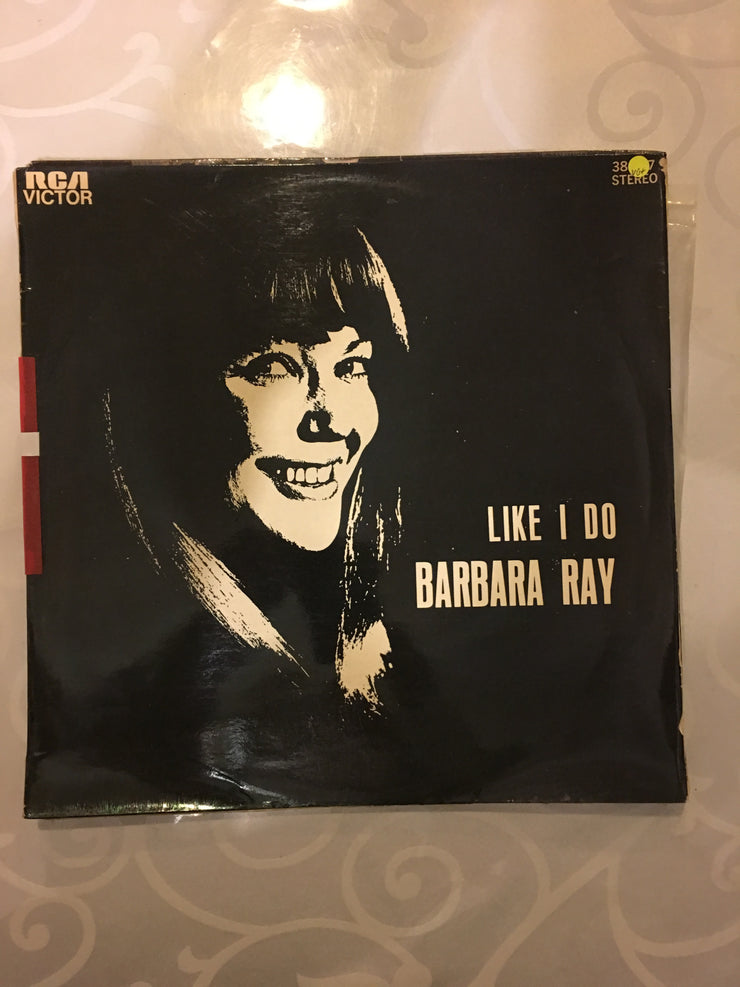 RCA
VICTOR
STEREO
LIKE I DO
BARBARA RAY